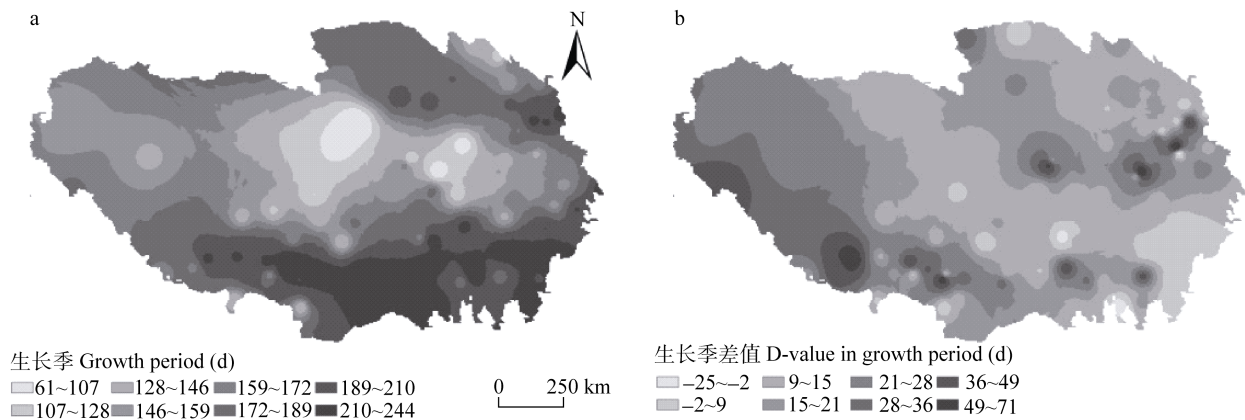 a
N
b
生长季 Growth period (d)
61~107 128~146 159~172 189~210
107~128 146~159 172~189 210~244
0 250 km
生长季差值 D-value in growth period (d)
–25~–2 9~15 21~28 36~49
–2~9 15~21 28~36 49~71